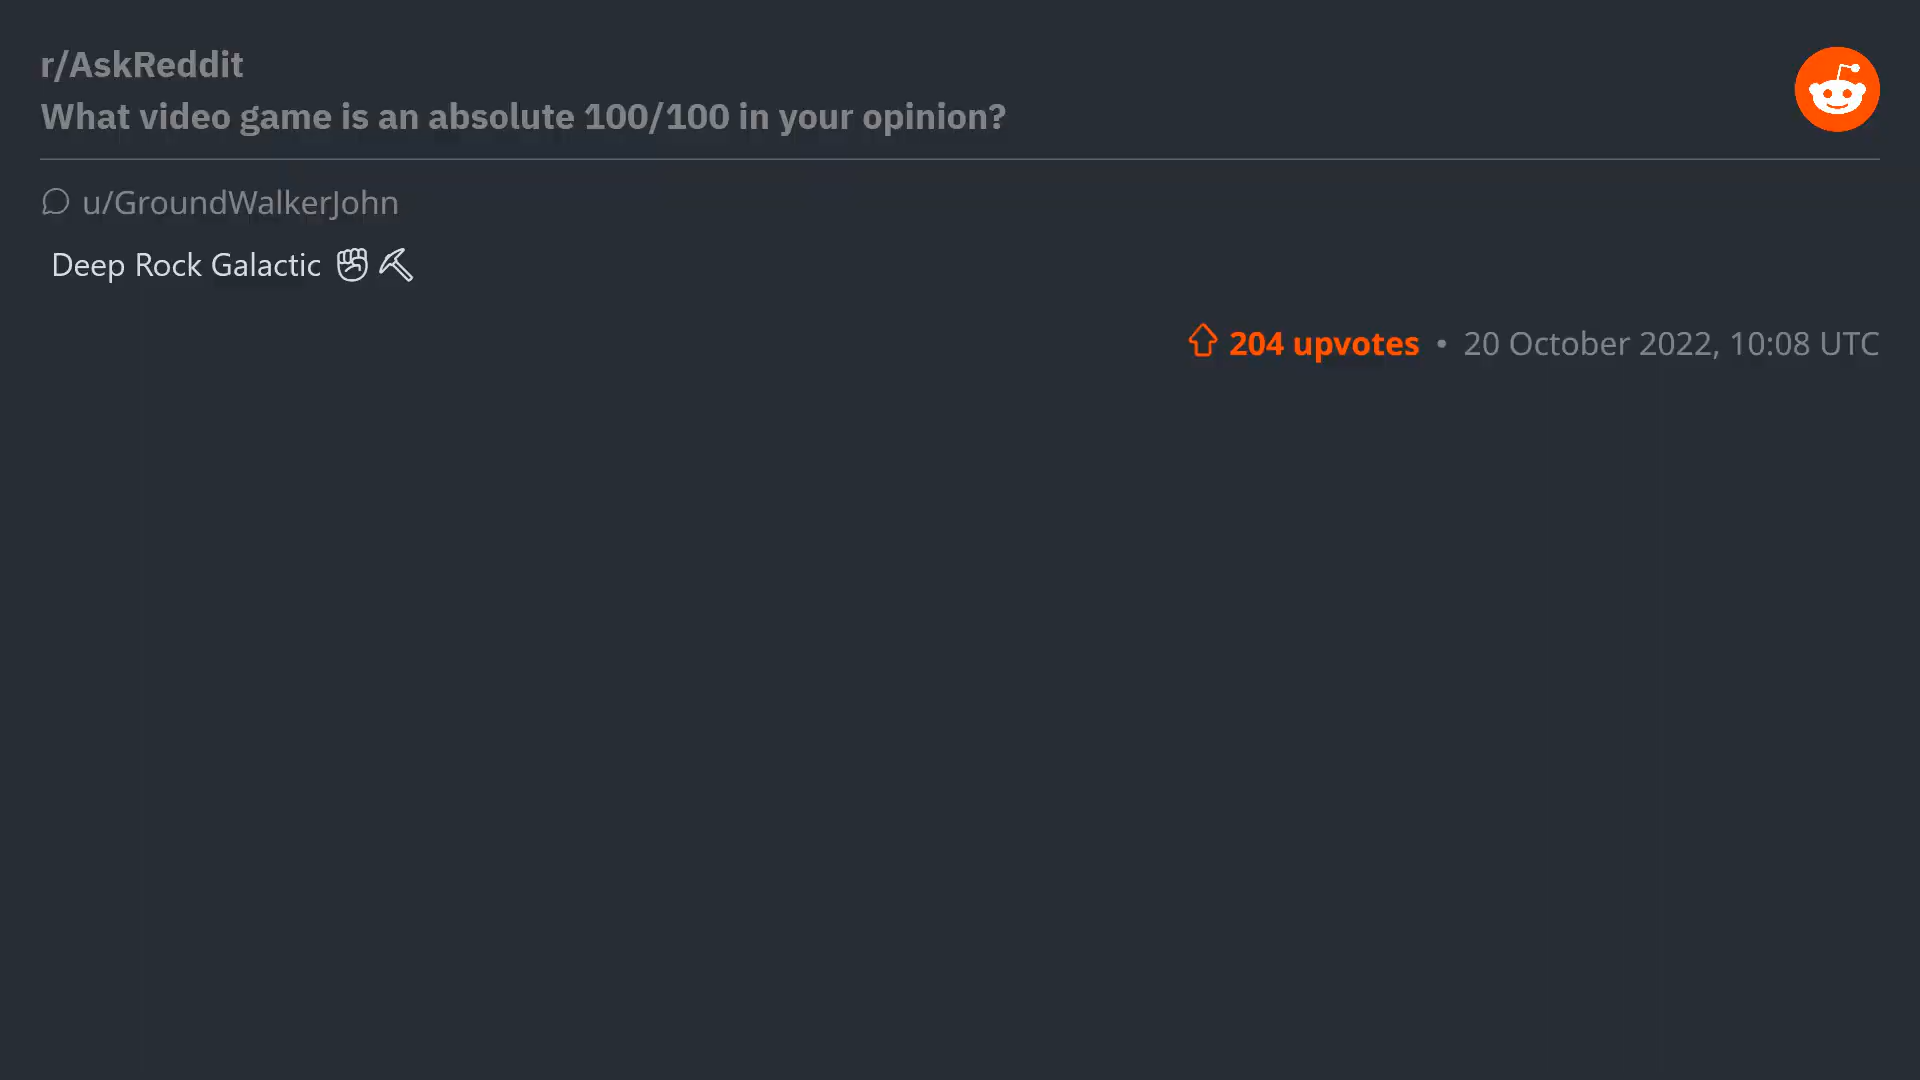 r/AskReddit
What video game is an absolute 100/100 in your opinion?
u/GroundWalkerJohn
Deep Rock Galactic ✊⛏
204 upvotes • 20 October 2022, 10:08 UTC